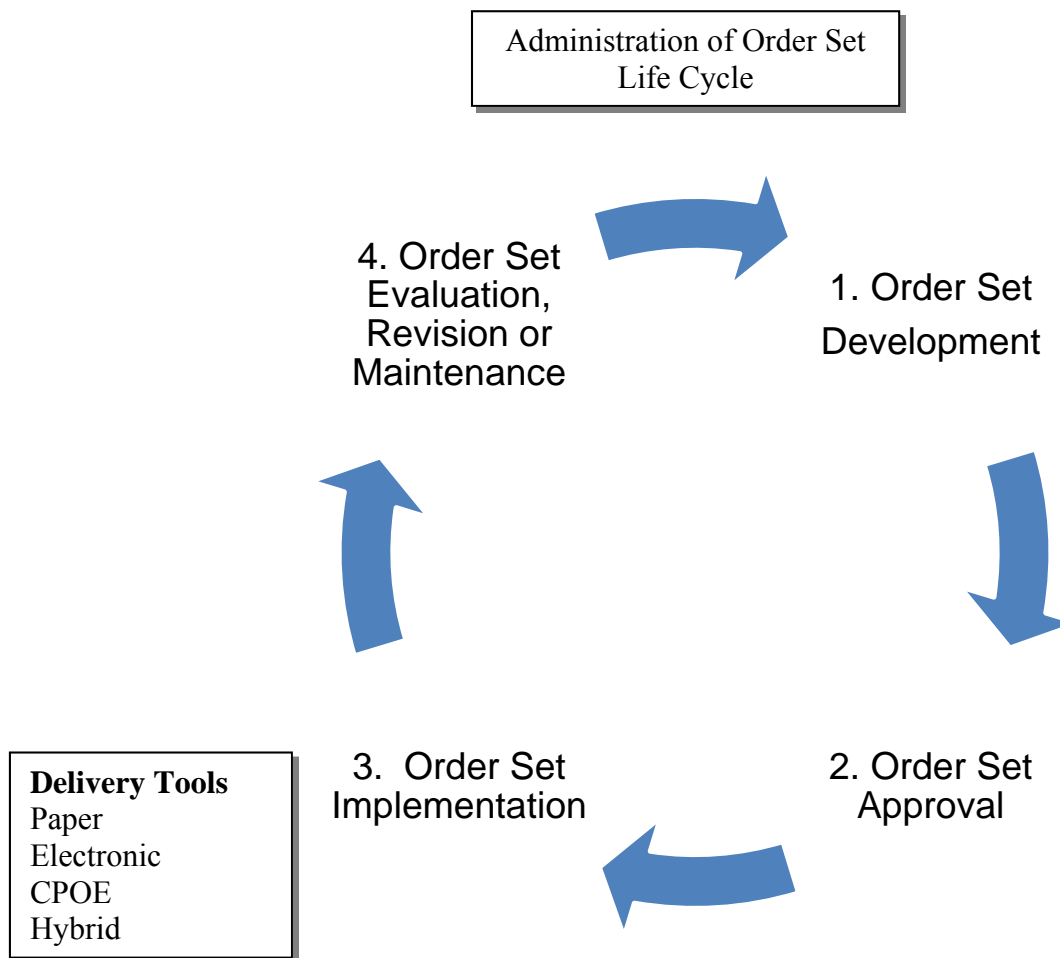 Administration of Order Set
Life Cycle
4. Order Set
Evaluation,
Revision or
Maintenance
1. Order Set
Development
2. Order Set
Approval
3. Order Set
Implementation
Delivery Tools
Paper
Electronic
CPOE
Hybrid